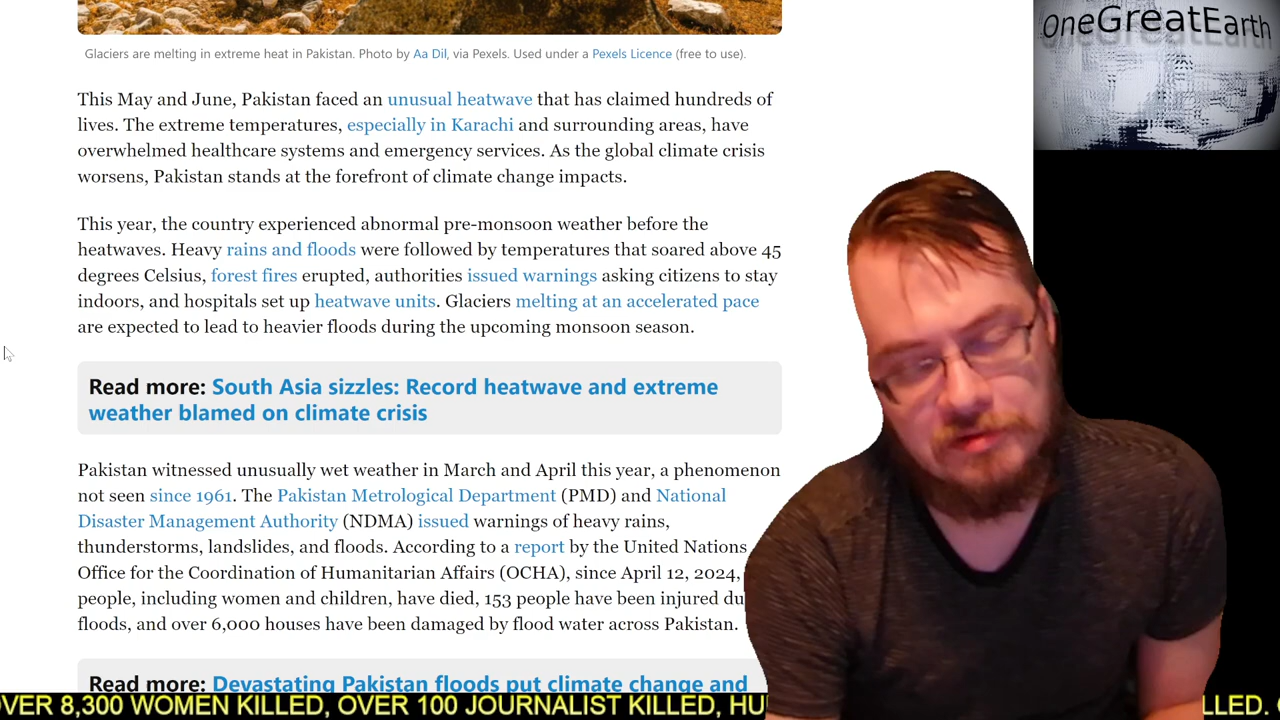 OneGreatEarth
Glaciers are melting in extreme heat in Pakistan. Photo by Aa Dil, via Pexels. Used under a Pexels Licence (free to use).
This May and June, Pakistan faced an unusual heatwave that has claimed hundreds of
lives. The extreme temperatures, especially in Karachi and surrounding areas, have
overwhelmed healthcare systems and emergency services. As the global climate crisis
worsens, Pakistan stands at the forefront of climate change impacts.
This year, the country experienced abnormal pre-monsoon weather before the
heatwaves. Heavy rains and floods were followed by temperatures that soared above 45
degrees Celsius, forest fires erupted, authorities issued warnings asking citizens to stay
indoors, and hospitals set up heatwave units. Glaciers melting at an accelerated pace
are expected to lead to heavier floods during the upcoming monsoon season.
Read more: South Asia sizzles: Record heatwave and extreme
weather blamed on climate crisis
Pakistan witnessed unusually wet weather in March and April this year, a phenomenon
not seen since 1961. The Pakistan Metrological Department (PMD) and National
Disaster Management Authority (NDMA) issued warnings of heavy rains,
thunderstorms, landslides, and floods. According to a report by the United Nations
Office for the Coordination of Humanitarian Affairs (OCHA), since April 12, 2024,
people, including women and children, have died, 153 people have been injured du
floods, and over 6,000 houses have been damaged by flood water across Pakistan.
Read more: Devastating Pakistan floods put climate change and
OVER 8,300 WOMEN KILLED, OVER 100 JOURNALIST KILLED, HU LLED.